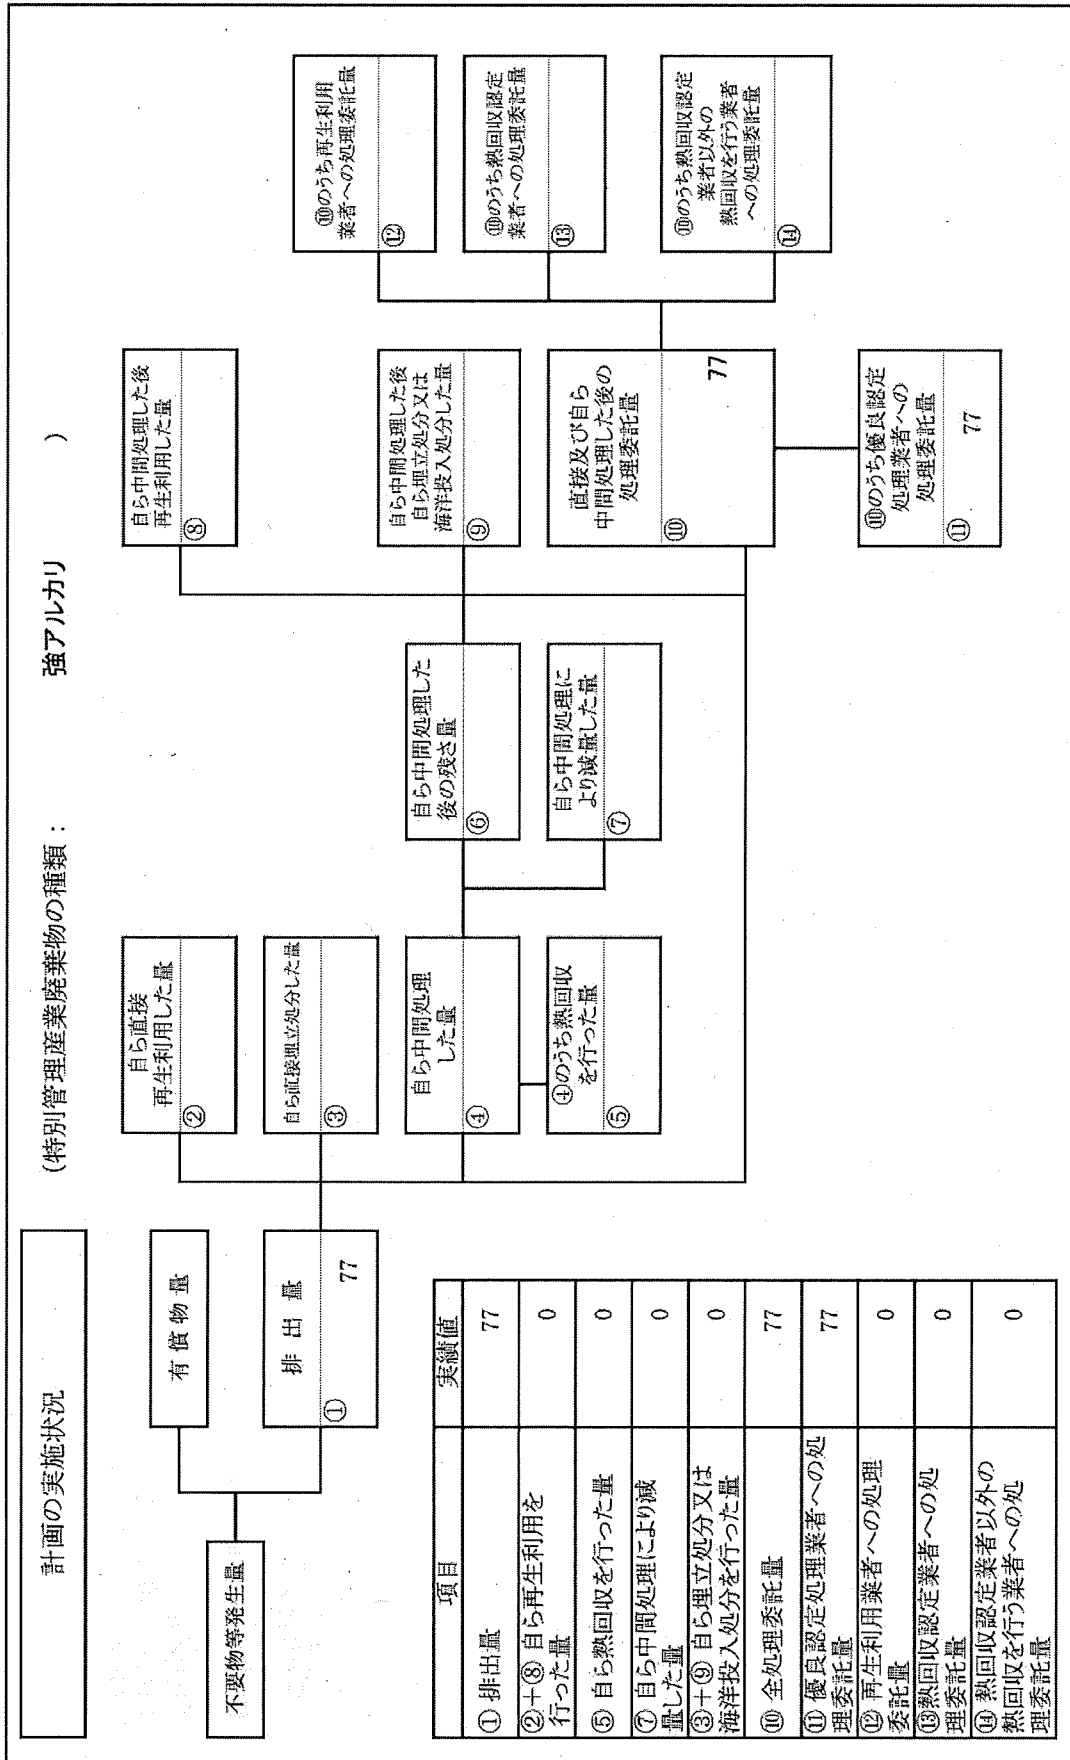 計画の実施状況
(特別管理産業廃棄物の種類： 強アルカリ )
不要物等発生量
有償物量
排出量
① 77
自ら直接
再生利用した量
②
自ら直接埋立処分した量
③
自ら中間処理
した量
④
④のうち熱回収
を行った量
⑤
自ら中間処理した
後の残さ量
⑥
自ら中間処理に
より減量した量
⑦
自ら中間処理した後
再生利用した量
⑧
自ら中間処理した後
自ら埋立処分又は
海洋投入処分した量
⑨
直接及び自ら
中間処理した後の
処理委託量
⑩ 77
⑩のうち優良認定
処理業者への
処理委託量
⑪ 77
⑩のうち再生利用
業者への処理委託量
⑫
⑩のうち熱回収認定
業者への処理委託量
⑬
⑩のうち熱回収認定
業者以外の
熱回収を行う業者
への処理委託量
⑭
項目 実績値
① 排出量 77
②＋⑧ 自ら再生利用を
行った量 0
⑤ 自ら熱回収を行った量 0
⑦ 自ら中間処理により減
量した量 0
③＋⑨ 自ら埋立処分又は
海洋投入処分を行った量 0
⑩ 全処理委託量 77
⑪ 優良認定処理業者への処
理委託量 77
⑫ 再生利用業者への処理
委託量 0
⑬熱回収認定業者への処
理委託量 0
⑭ 熱回収認定業者以外の
熱回収を行う業者への処
理委託量 0